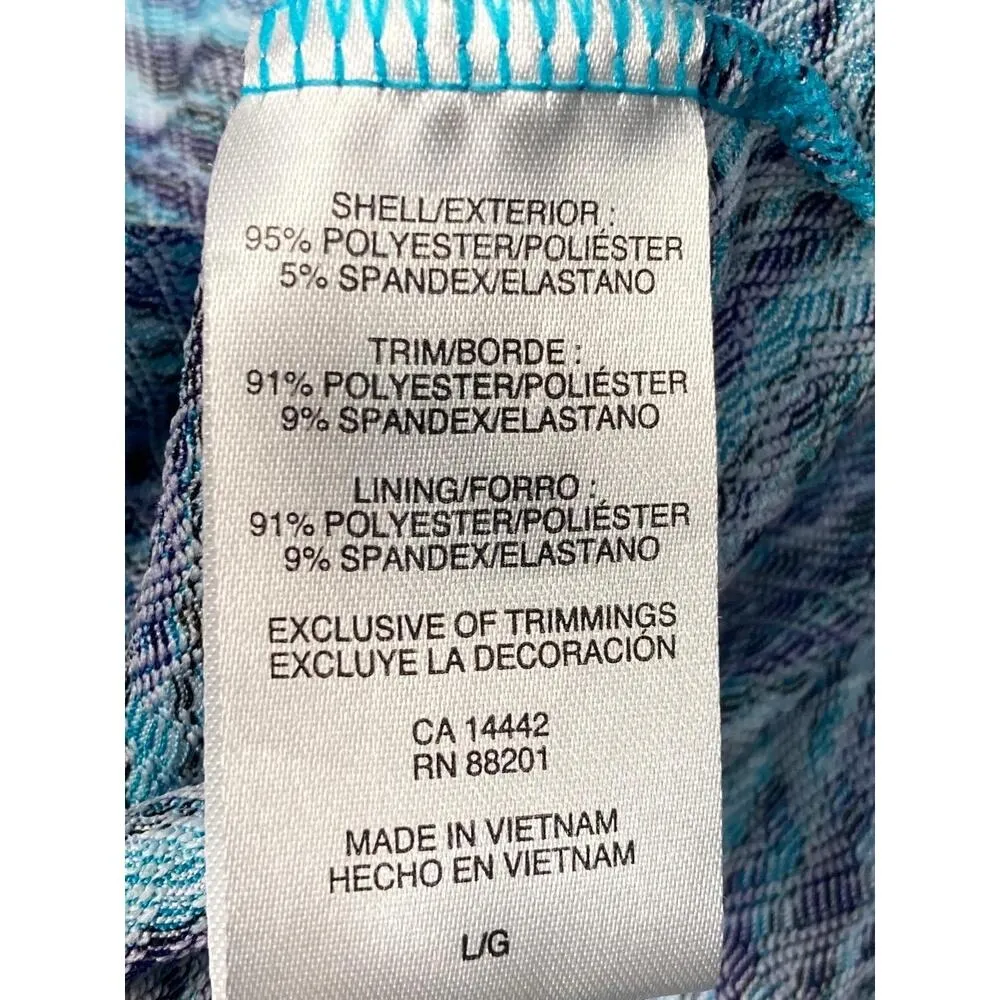 SHELL/EXTERIOR :
95% POLYESTER/POLIÉSTER
5% SPANDEX/ELASTANO
TRIM/BORDE :
91% POLYESTER/POLIÉSTER
9% SPANDEX/ELASTANO
LINING/FORRO :
91% POLYESTER/POLIÉSTER
9% SPANDEX/ELASTANO
EXCLUSIVE OF TRIMMINGS
EXCLUYE LA DECORACIÓN
CA 14442
RN 88201
MADE IN VIETNAM
HECHO EN VIETNAM
L/G